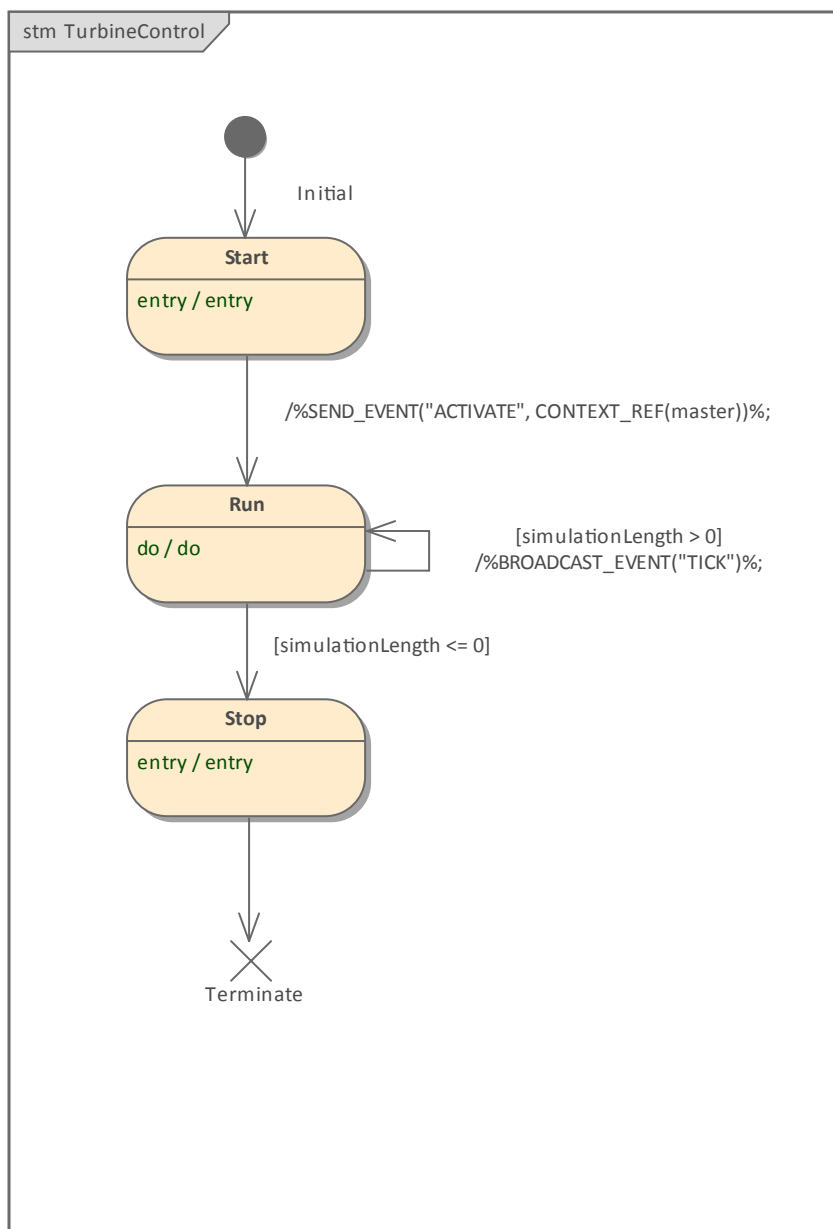 stm TurbineControl
Initial
Start
entry / entry
/%SEND_EVENT("ACTIVATE", CONTEXT_REF(master))%;
Run
do / do
[simulationLength > 0]
/%BROADCAST_EVENT("TICK")%;
[simulationLength <= 0]
Stop
entry / entry
Terminate